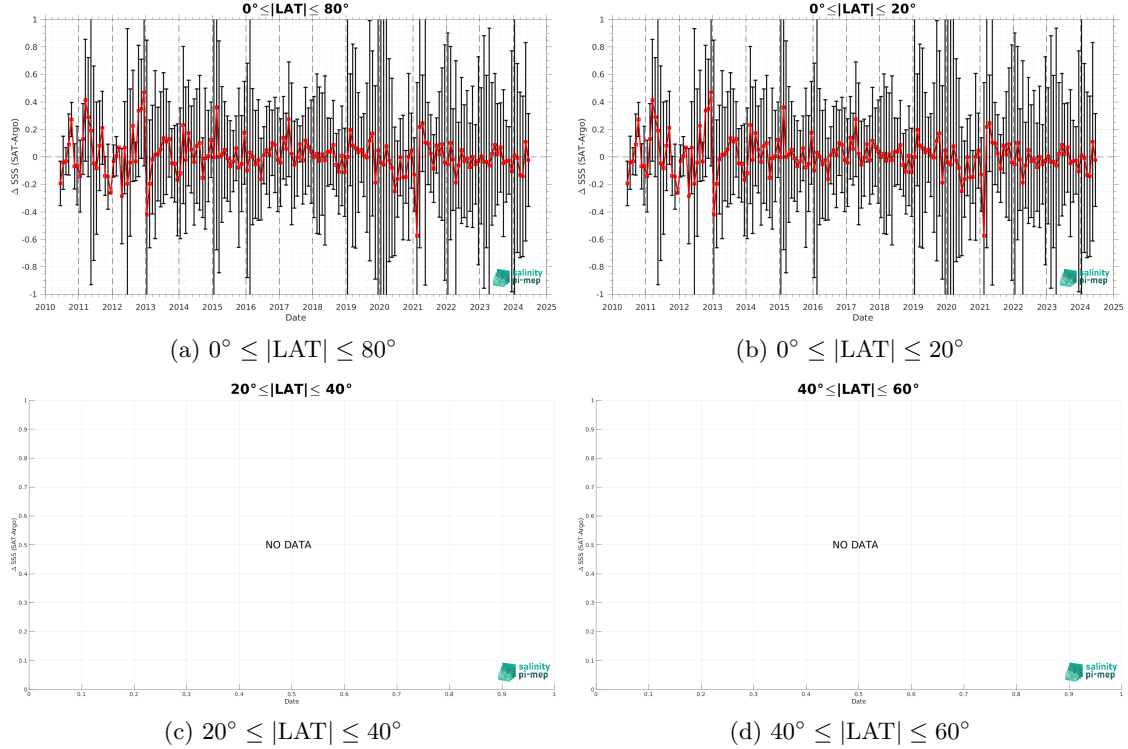 0°≤|LAT|≤ 80°
Δ SSS (SAT-Argo)
1
0.8
0.6
0.4
0.2
0
-0.2
-0.4
-0.6
-0.8
-1
2010 2011 2012 2013 2014 2015 2016 2017 2018 2019 2020 2021 2022 2023 2024 2025
Date
salinity
pi-mep
(a) 0° ≤ |LAT| ≤ 80°
0°≤|LAT|≤ 20°
Δ SSS (SAT-Argo)
1
0.8
0.6
0.4
0.2
0
-0.2
-0.4
-0.6
-0.8
-1
2010 2011 2012 2013 2014 2015 2016 2017 2018 2019 2020 2021 2022 2023 2024 2025
Date
salinity
pi-mep
(b) 0° ≤ |LAT| ≤ 20°
20°≤|LAT|≤ 40°
Δ SSS (SAT-Argo)
1
0.9
0.8
0.7
0.6
0.5
0.4
0.3
0.2
0.1
0
NO DATA
0 0.1 0.2 0.3 0.4 0.5 0.6 0.7 0.8 0.9 1
Date
salinity
pi-mep
(c) 20° ≤ |LAT| ≤ 40°
40°≤|LAT|≤ 60°
Δ SSS (SAT-Argo)
1
0.9
0.8
0.7
0.6
0.5
0.4
0.3
0.2
0.1
0
NO DATA
0 0.1 0.2 0.3 0.4 0.5 0.6 0.7 0.8 0.9 1
Date
salinity
pi-mep
(d) 40° ≤ |LAT| ≤ 60°